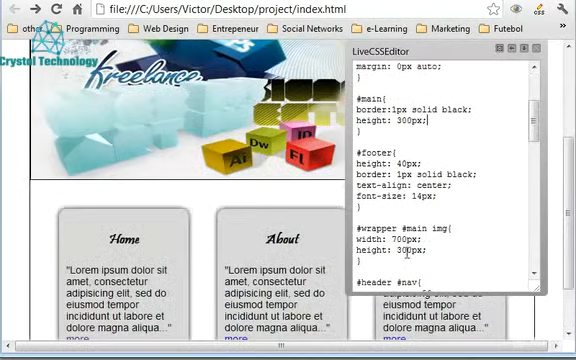 file:///C:/Users/Victor/Desktop/project/index.html
other
Programming
Web Design
Entrepeneur
Social Networks
e-Learning
Marketing
Futebol
Crystal Technology
freelance
Ai
Dw
Fl
LiveCSSEditor
margin: 0px auto;
}
#main{
border:1px solid black;
height: 300px;
}
#footer{
height: 40px;
border: 1px solid black;
text-align: center;
font-size: 14px;
}
#wrapper #main img{
width: 700px;
height: 300px;
}
#header #nav{
Home
"Lorem ipsum dolor sit
amet, consectetur
adipisicing elit, sed do
eiusmod tempor
incididunt ut labore et
dolore magna aliqua..."
more
About
"Lorem ipsum dolor sit
amet, consectetur
adipisicing elit, sed do
eiusmod tempor
incididunt ut labore et
dolore magna aliqua..."
more
incididunt ut labore et
dolore magna aliqua..."
more